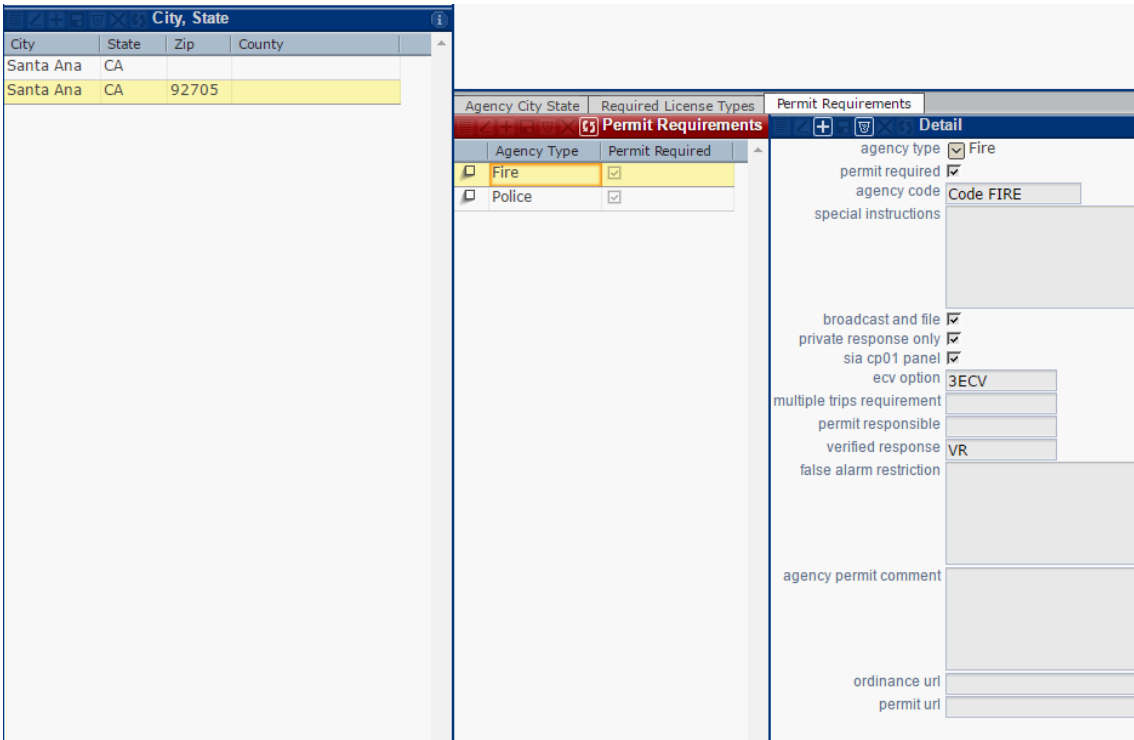 City, State
City State Zip County
Santa Ana CA
Santa Ana CA 92705
Agency City State Required License Types Permit Requirements
Permit Requirements
Agency Type Permit Required
Fire
Police
Detail
agency type Fire
permit required
agency code Code FIRE
special instructions
broadcast and file
private response only
sia cp01 panel
ecv option 3ECV
multiple trips requirement
permit responsible
verified response VR
false alarm restriction
agency permit comment
ordinance url
permit url